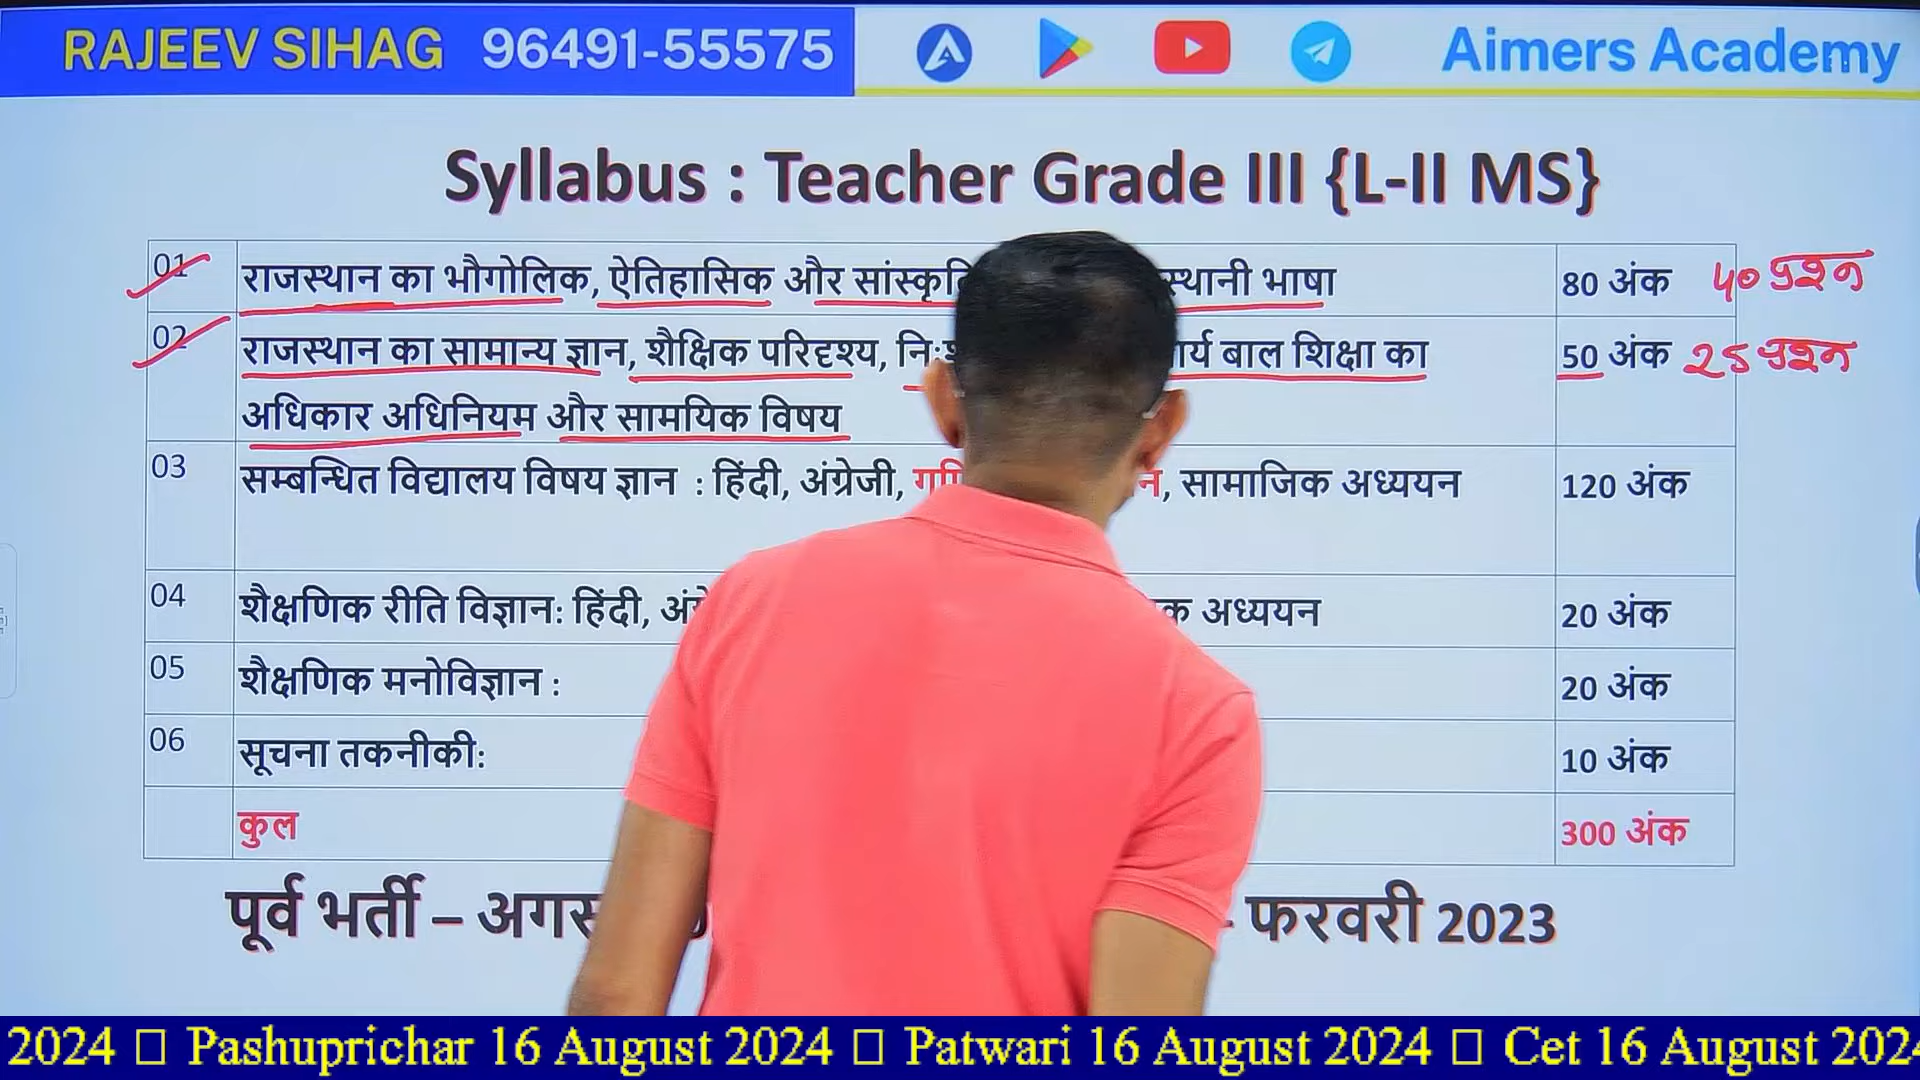 RAJEEV SIHAG 96491-55575 Aimers Academy
Syllabus : Teacher Grade III {L-II MS}
01 राजस्थान का भौगोलिक, ऐतिहासिक और भाषा 80 अंक 40 प्रश्न
02 राजस्थान का सामान्य ज्ञान, शैक्षिक परिदृश्य, बाल शिक्षा का 50 अंक 25 प्रश्न
अधिकार अधिनियम और सामयिक विषय
03 सम्बन्धित विद्यालय विषय ज्ञान : हिंदी, अंग्रेजी, सामाजिक अध्ययन 120 अंक
04 शैक्षणिक रीति विज्ञान: हिंदी, अध्ययन 20 अंक
05 शैक्षणिक मनोविज्ञान : 20 अंक
06 सूचना तकनीकी: 10 अंक
कुल 300 अंक
पूर्व भर्ती – फरवरी 2023
2024 Pashuprichar 16 August 2024 Patwari 16 August 2024 Cet 16 August